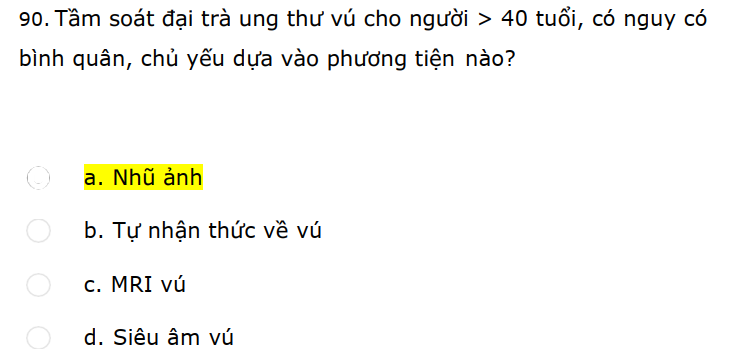 90. Tầm soát đại trà ung thư vú cho người > 40 tuổi, có nguy có
bình quân, chủ yếu dựa vào phương tiện nào?
a. Nhũ ảnh
b. Tự nhận thức về vú
c. MRI vú
d. Siêu âm vú